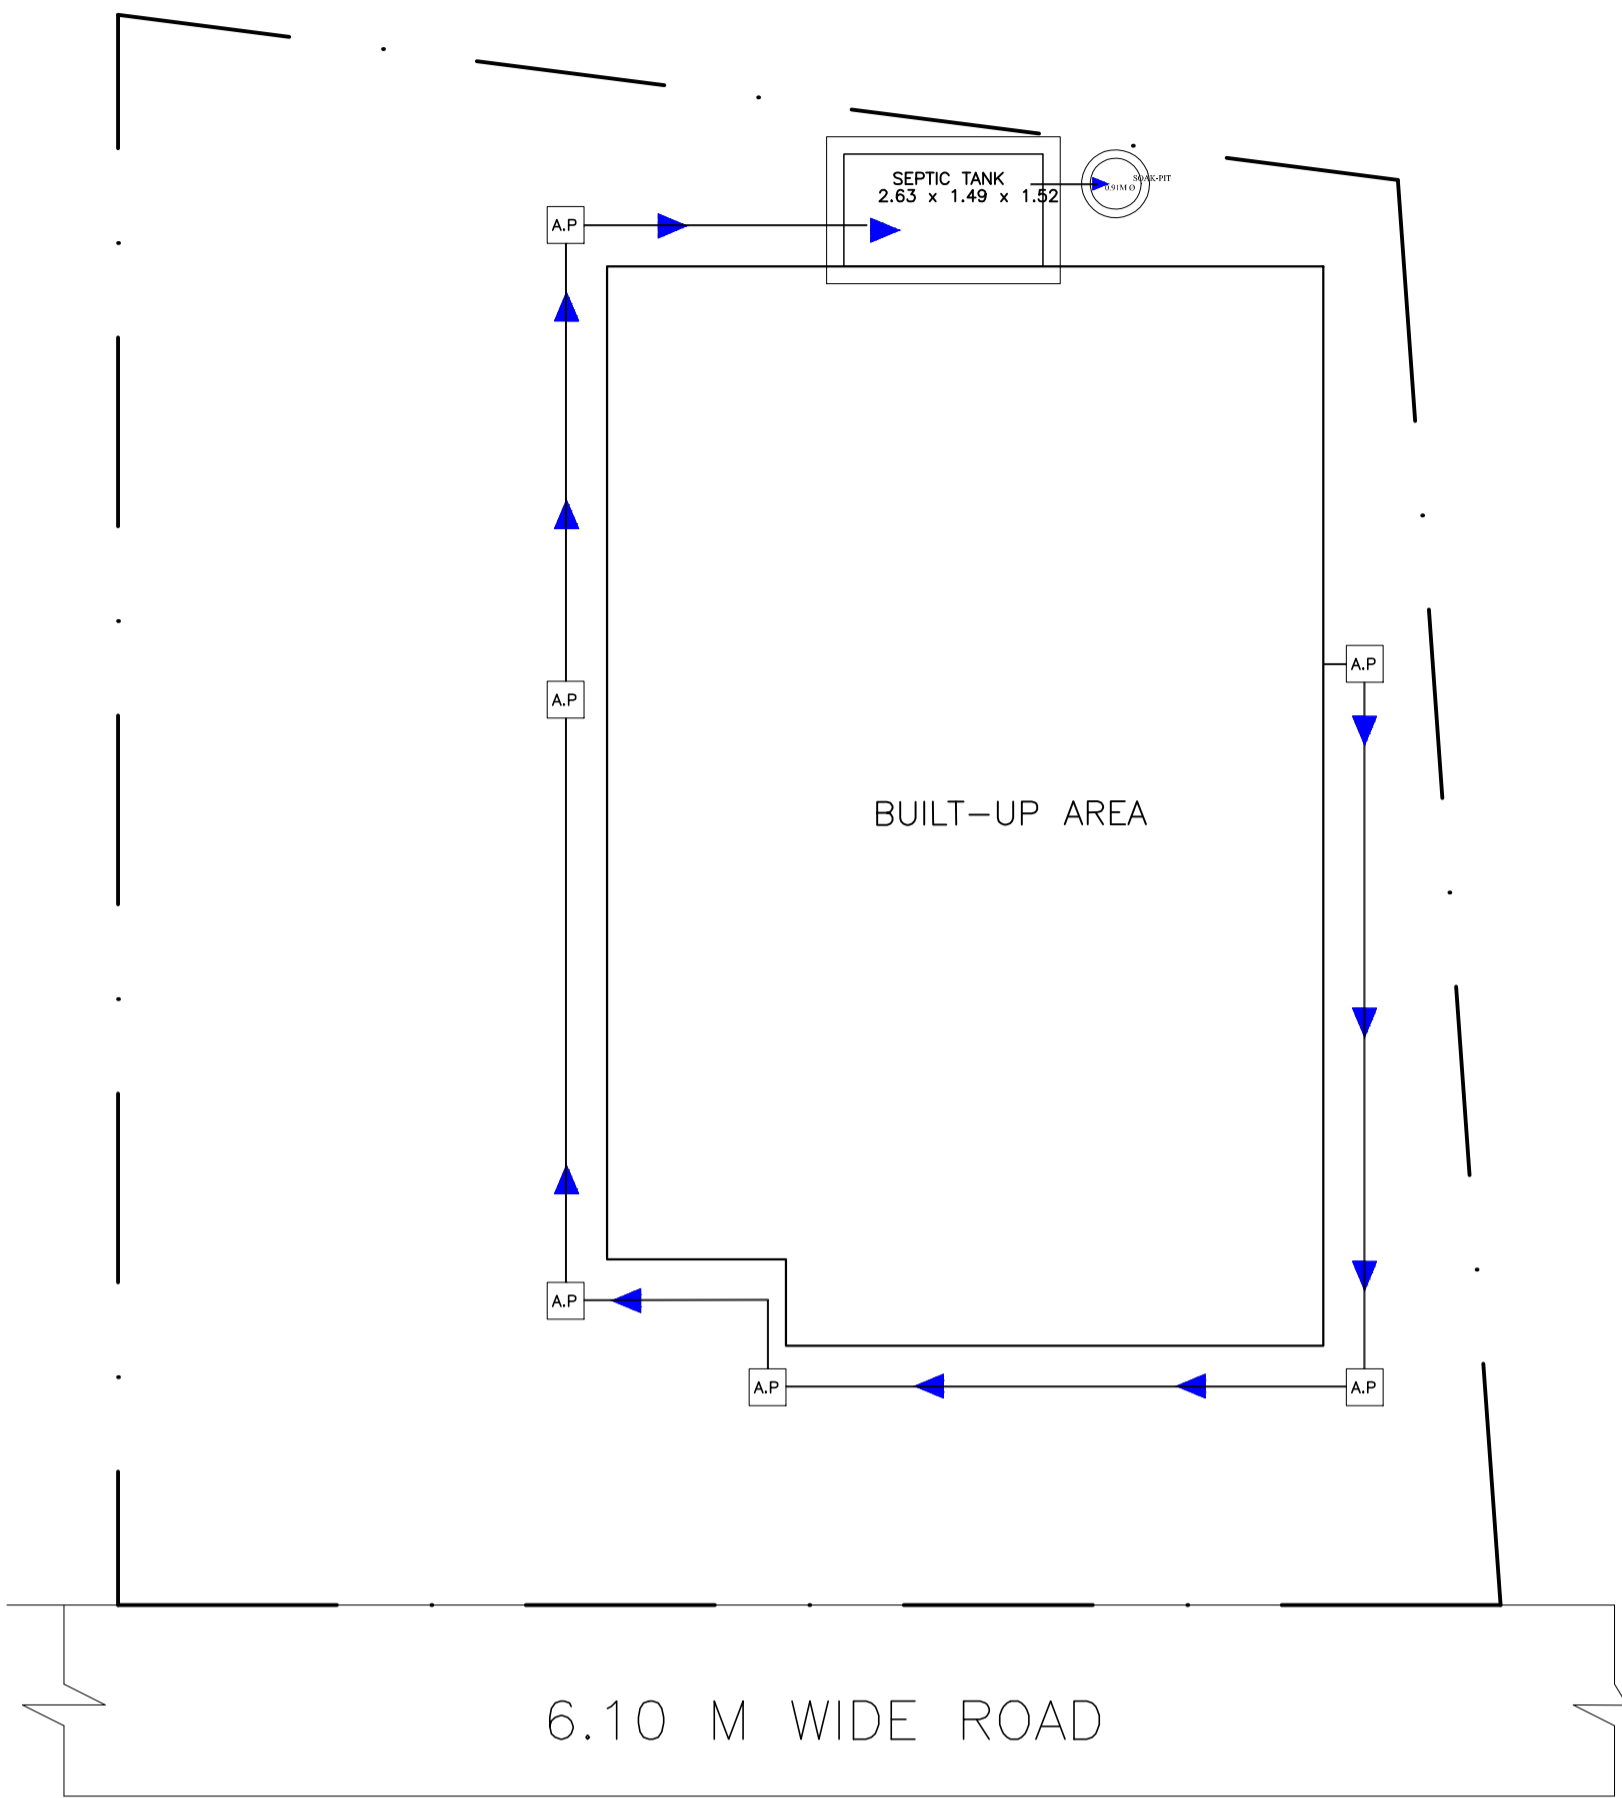 SEPTIC TANK
2.63 x 1.49 x 1.52
SOAK-PIT
0.91M Ø
A.P
A.P
A.P
BUILT-UP AREA
A.P
A.P
A.P
6.10 M WIDE ROAD